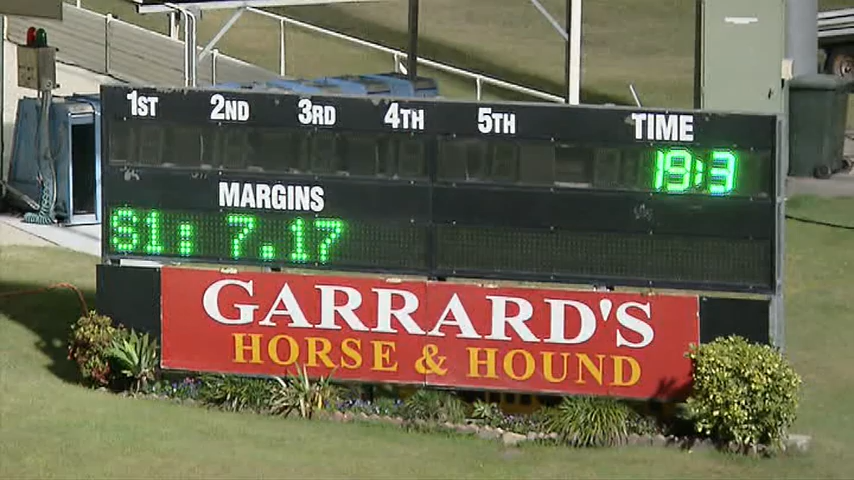 1ST 2ND 3RD 4TH 5TH TIME
19:3
MARGINS
S1: 7.17
GARRARD'S
HORSE & HOUND